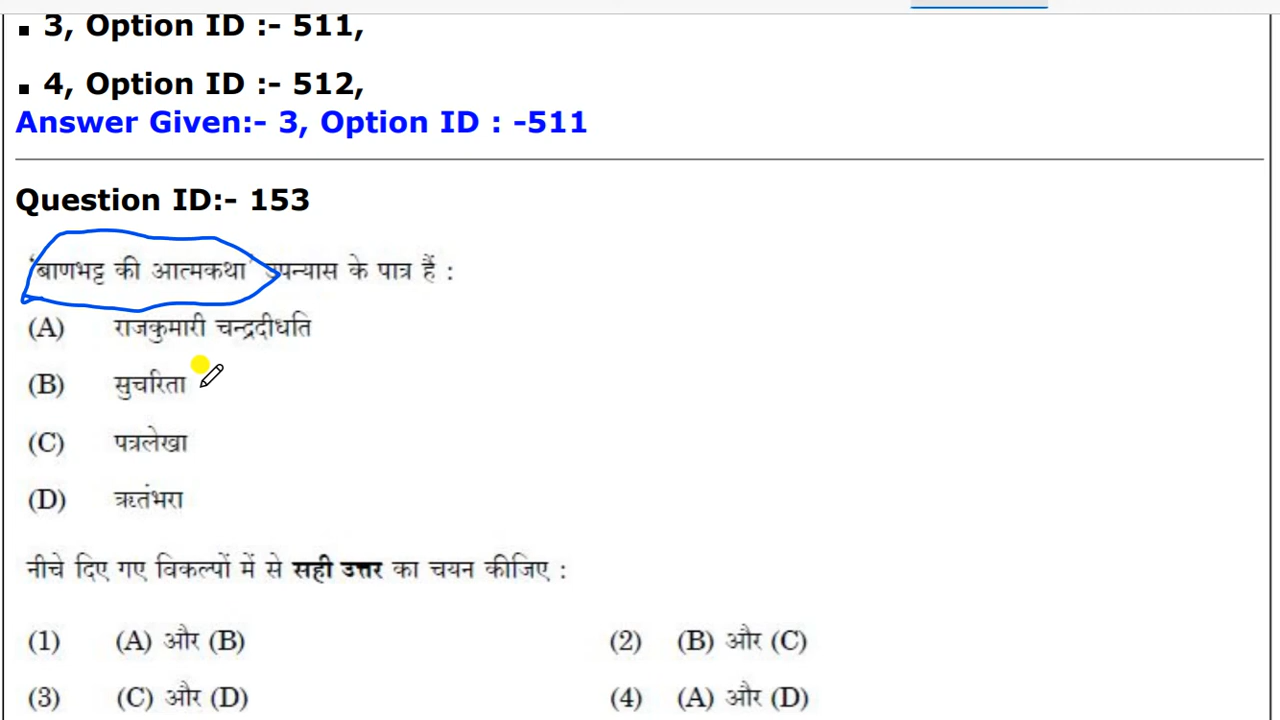 ▪ 3, Option ID :- 511,
▪ 4, Option ID :- 512,
Answer Given:- 3, Option ID : -511
Question ID:- 153
'बाणभट्ट की आत्मकथा' उपन्यास के पात्र हैं :
(A) राजकुमारी चन्द्रदीधति
(B) सुचरिता
(C) पत्रलेखा
(D) ऋतंभरा
नीचे दिए गए विकल्पों में से सही उत्तर का चयन कीजिए :
(1) (A) और (B) (2) (B) और (C)
(3) (C) और (D) (4) (A) और (D)